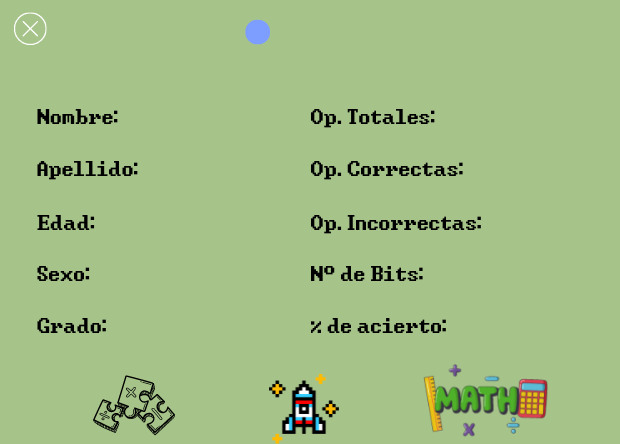 Nombre:
Apellido:
Edad:
Sexo:
Grado:
Op. Totales:
Op. Correctas:
Op. Incorrectas:
Nº de Bits:
% de acierto:
MATH